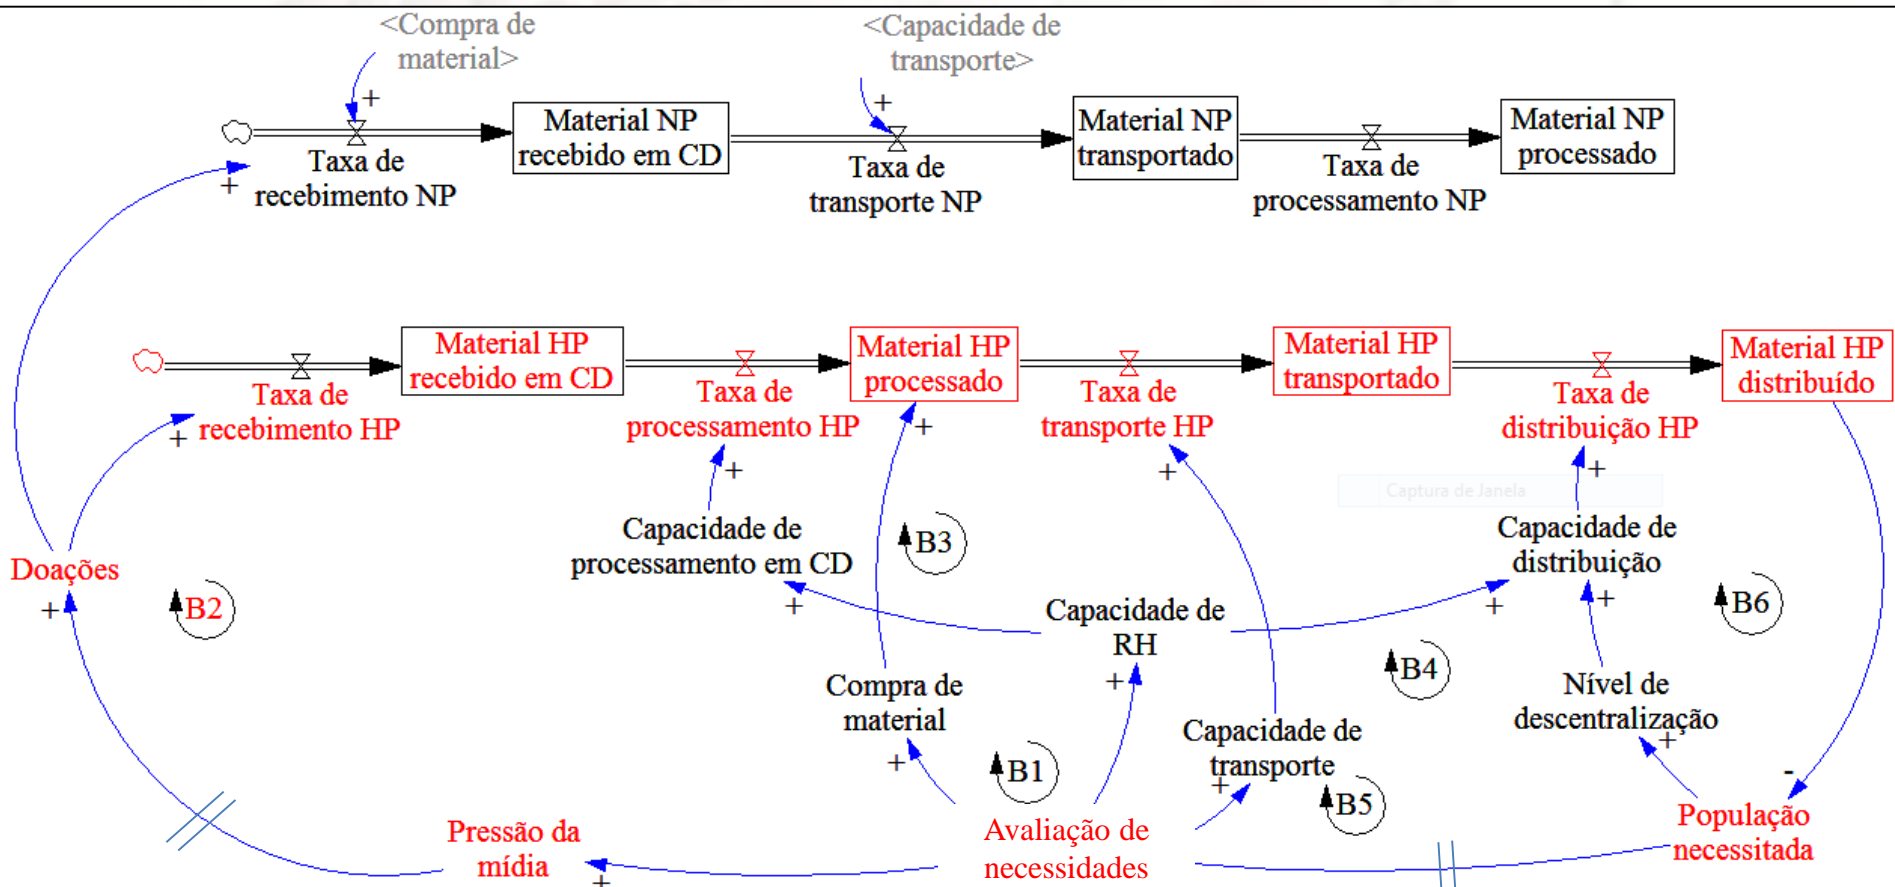 <Compra de
material>
<Capacidade de
transporte>
+
+
Material NP
recebido em CD
Material NP
transportado
Material NP
processado
Taxa de
recebimento NP
+
Taxa de
transporte NP
Taxa de
processamento NP
Material HP
recebido em CD
Material HP
processado
Material HP
transportado
Material HP
distribuído
Taxa de
recebimento HP
+
Taxa de
processamento HP
+
+
Taxa de
transporte HP
+
Taxa de
distribuição HP
+
Captura de Janela
Capacidade de
processamento em CD
+
B3
Capacidade de
distribuição
+
+
Doações
+
B2
Capacidade de
RH
+
B6
B4
Compra de
material
+
Nível de
descentralização
+
Capacidade de
transporte
+
B1
B5
-
População
necessitada
Pressão da
mídia
+
Avaliação de
necessidades